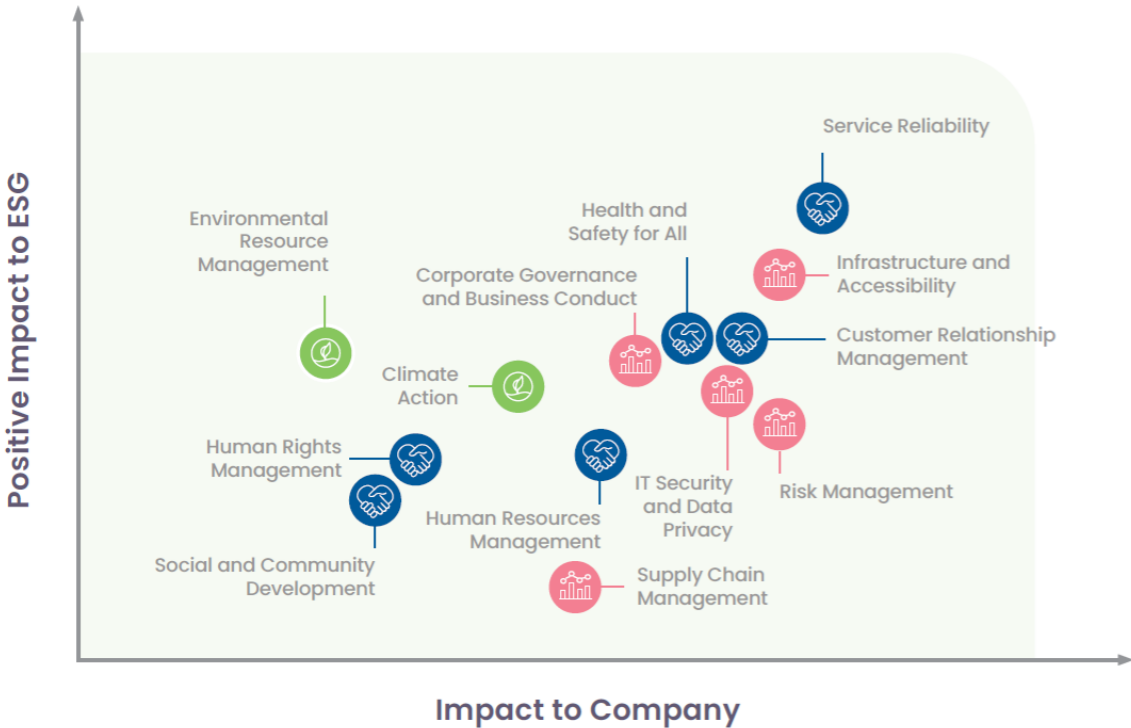 Positive Impact to ESG
Service Reliability
Environmental
Resource
Management
Health and
Safety for All
Corporate Governance
and Business Conduct
Infrastructure and
Accessibility
Customer Relationship
Management
Climate
Action
Human Rights
Management
IT Security
and Data
Privacy
Risk Management
Human Resources
Management
Social and Community
Development
Supply Chain
Management
Impact to Company